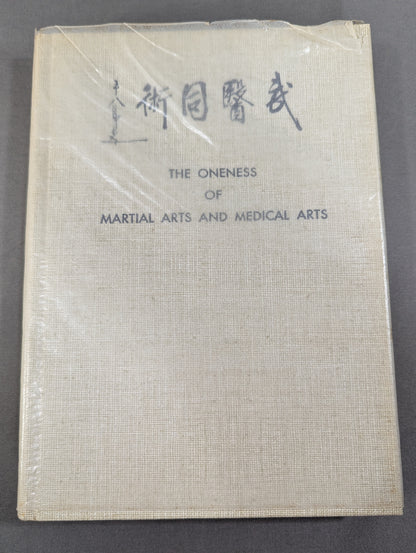 武醫同術
THE ONENESS
OF
MARTIAL ARTS AND MEDICAL ARTS